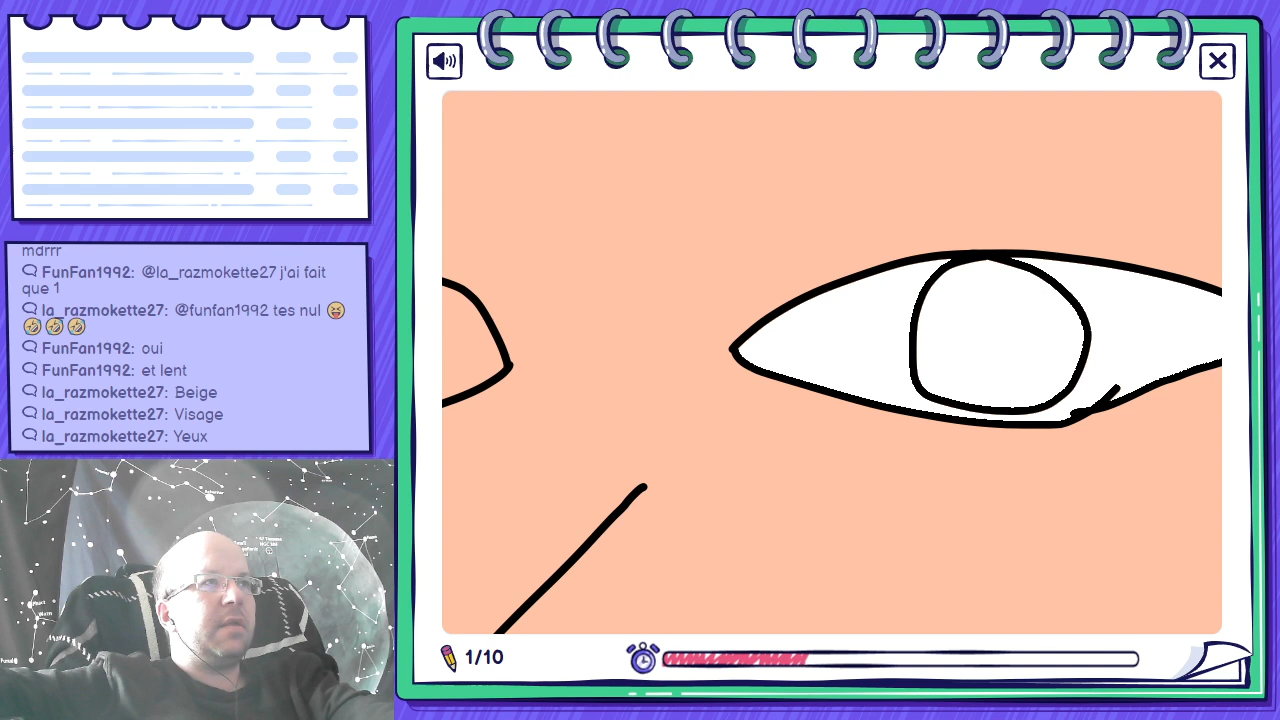 mdrrr
FunFan1992: @la_razmokette27 j'ai fait
que 1
la_razmokette27: @funfan1992 tes nul 😝
🤣 🤣 🤣
FunFan1992: oui
FunFan1992: et lent
la_razmokette27: Beige
la_razmokette27: Visage
la_razmokette27: Yeux
1/10